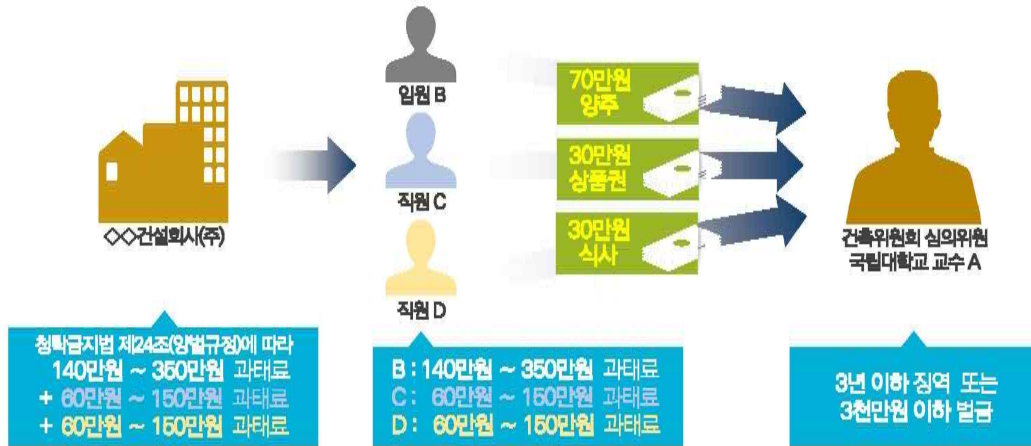 임원 B
직원 C
직원 D
70만원
양주
30만원
상품권
30만원
식사
◇◇건설회사(주)
건축위원회 심의위원
국립대학교 교수 A
청탁금지법 제24조(양벌규정)에 따라
140만원 ~ 350만원 과태료
+ 60만원 ~ 150만원 과태료
+ 60만원 ~ 150만원 과태료
B : 140만원 ~ 350만원 과태료
C : 60만원 ~ 150만원 과태료
D : 60만원 ~ 150만원 과태료
3년 이하 징역 또는
3천만원 이하 벌금